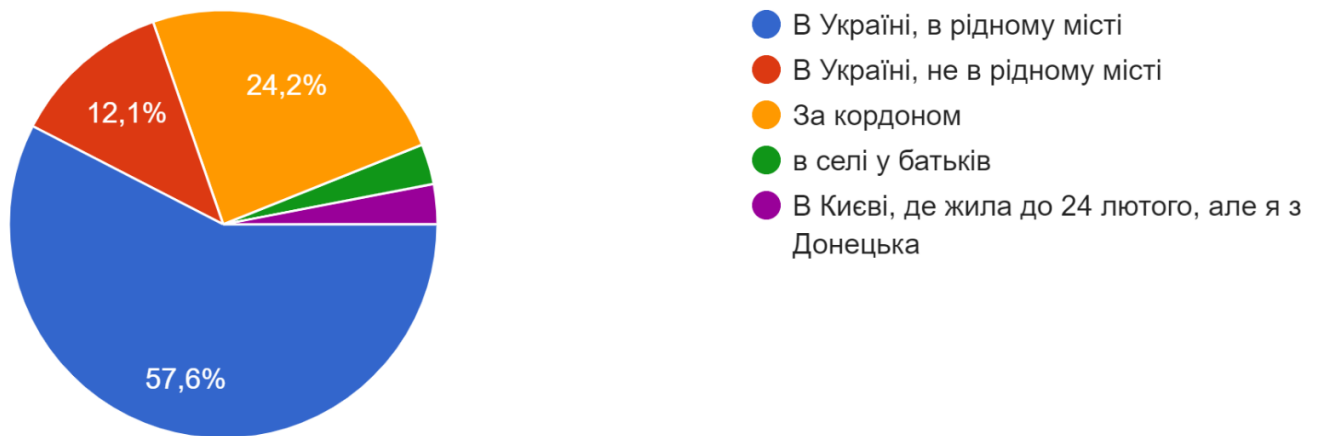 24,2%
12,1%
57,6%
В Україні, в рідному місті
В Україні, не в рідному місті
За кордоном
в селі у батьків
В Києві, де жила до 24 лютого, але я з
Донецька